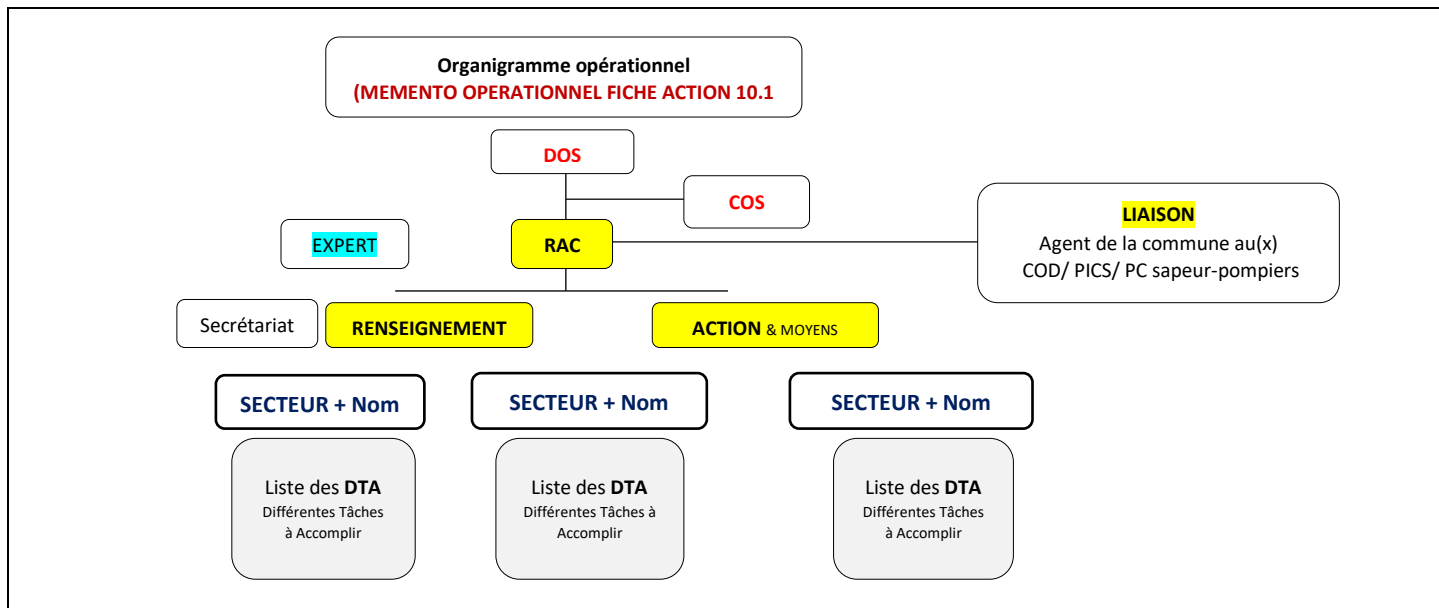 Organigramme opérationnel
(MEMENTO OPERATIONNEL FICHE ACTION 10.1
DOS
COS
LIAISON
Agent de la commune au(x)
COD/ PICS/ PC sapeur-pompiers
EXPERT
RAC
Secrétariat
RENSEIGNEMENT
ACTION & MOYENS
SECTEUR + Nom
SECTEUR + Nom
SECTEUR + Nom
Liste des DTA
Différentes Tâches
à Accomplir
Liste des DTA
Différentes Tâches à
Accomplir
Liste des DTA
Différentes Tâches
à Accomplir